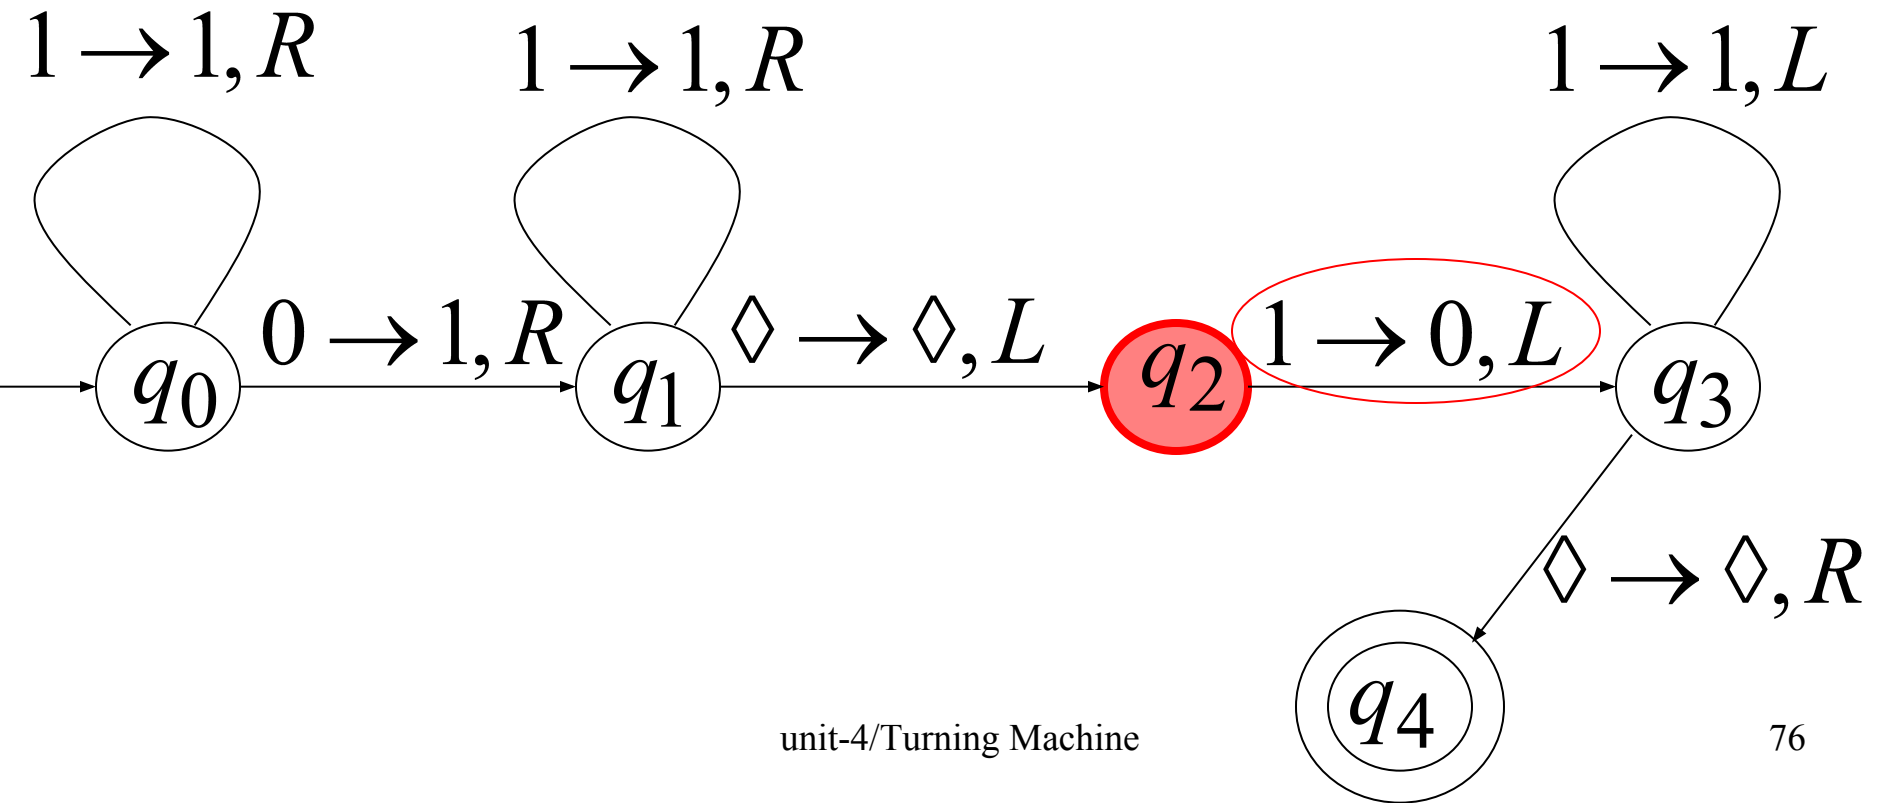 1 → 1, R
1 → 1, R
1 → 1, L
0 → 1, R
◊ → ◊, L
1 → 0, L
q0
q1
q2
q3
◊ → ◊, R
q4
unit-4/Turning Machine
76